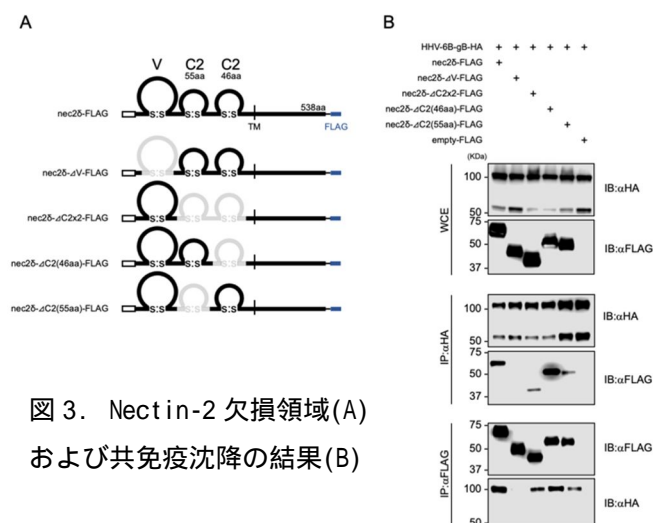 A
V C2 C2
55aa 46aa
nec2δ-FLAG
S:S S:S S:S
538aa
TM
FLAG
nec2δ-⊿V-FLAG
S:S S:S S:S
nec2δ-⊿C2x2-FLAG
S:S S:S S:S
nec2δ-⊿C2(46aa)-FLAG
S:S S:S S:S
nec2δ-⊿C2(55aa)-FLAG
S:S S:S S:S
図 3. Nectin-2 欠損領域(A)
および共免疫沈降の結果(B)
B
HHV-6B-gB-HA + + + + + +
nec2δ-FLAG +
nec2δ-⊿V-FLAG +
nec2δ-⊿C2x2-FLAG +
nec2δ-⊿C2(46aa)-FLAG +
nec2δ-⊿C2(55aa)-FLAG +
empty-FLAG +
(KDa)
WCE
100
50
IB:αHA
75
50
37
IB:αFLAG
IP:αHA
100
50
IB:αHA
75
50
37
IB:αFLAG
IP:αFLAG
75
50
37
IB:αFLAG
100
50
IB:αHA